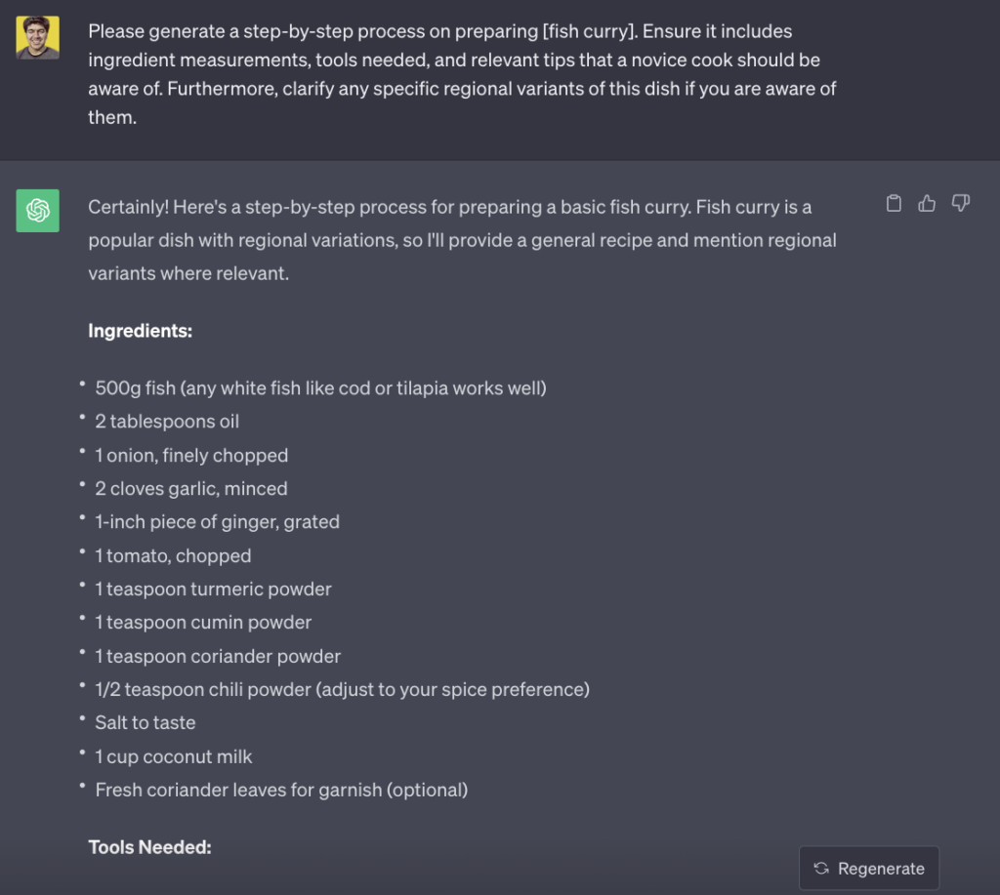 Please generate a step-by-step process on preparing [fish curry]. Ensure it includes
ingredient measurements, tools needed, and relevant tips that a novice cook should be
aware of. Furthermore, clarify any specific regional variants of this dish if you are aware of
them.
Certainly! Here's a step-by-step process for preparing a basic fish curry. Fish curry is a
popular dish with regional variations, so I'll provide a general recipe and mention regional
variants where relevant.
Ingredients:
• 500g fish (any white fish like cod or tilapia works well)
• 2 tablespoons oil
• 1 onion, finely chopped
• 2 cloves garlic, minced
• 1-inch piece of ginger, grated
• 1 tomato, chopped
• 1 teaspoon turmeric powder
• 1 teaspoon cumin powder
• 1 teaspoon coriander powder
• 1/2 teaspoon chili powder (adjust to your spice preference)
• Salt to taste
• 1 cup coconut milk
• Fresh coriander leaves for garnish (optional)
Tools Needed:
Regenerate